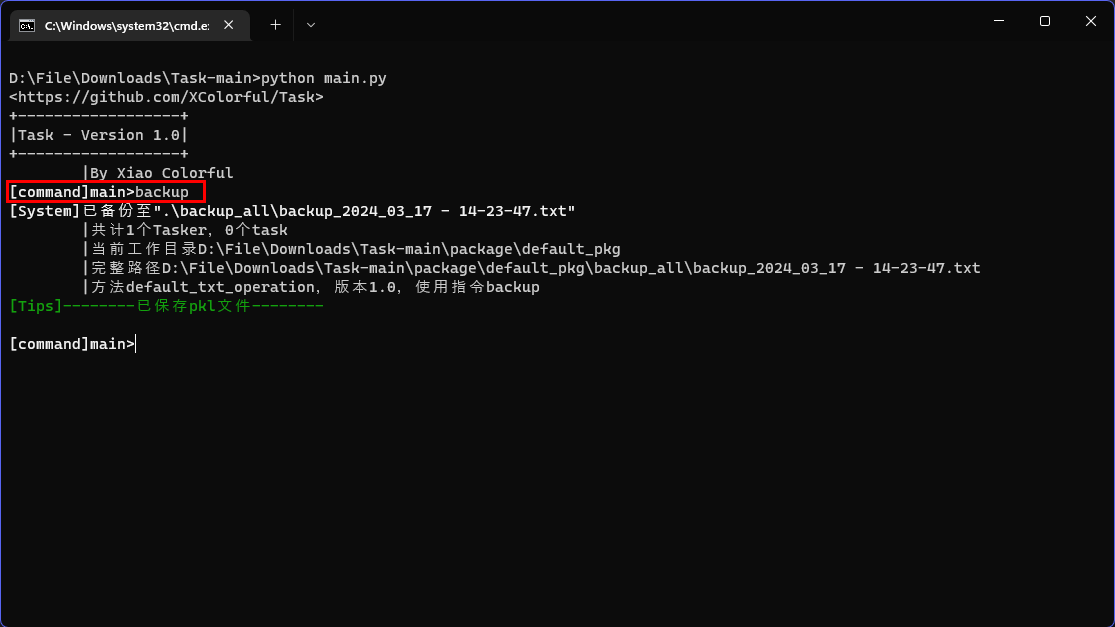 C:\Windows\system32\cmd.e:
D:\File\Downloads\Task-main>python main.py
<https://github.com/XColorful/Task>
+------------------+
|Task - Version 1.0|
+------------------+
|By Xiao Colorful
[command]main>backup
[System]已备份至".\backup_all\backup_2024_03_17 - 14-23-47.txt"
|共计1个Tasker, 0个task
|当前工作目录D:\File\Downloads\Task-main\package\default_pkg
|完整路径D:\File\Downloads\Task-main\package\default_pkg\backup_all\backup_2024_03_17 - 14-23-47.txt
|方法default_txt_operation, 版本1.0, 使用指令backup
[Tips]--------已保存pkl文件--------
[command]main>